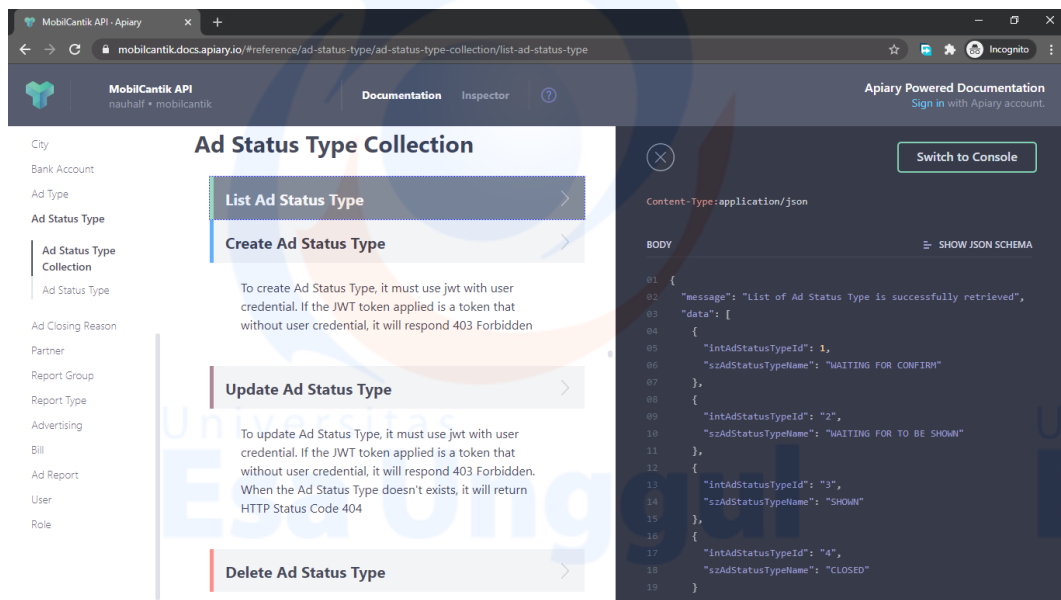 MobilCantik API · Apiary
mobilcantik.docs.apiary.io/#reference/ad-status-type/ad-status-type-collection/list-ad-status-type
Incognito
MobilCantik API
nauhalf • mobilcantik
Documentation Inspector ?
Apiary Powered Documentation
Sign in with Apiary account.
City
Bank Account
Ad Type
Ad Status Type
Ad Status Type
Collection
Ad Status Type
Ad Closing Reason
Partner
Report Group
Report Type
Advertising
Bill
Ad Report
User
Role
Ad Status Type Collection
List Ad Status Type
Create Ad Status Type
To create Ad Status Type, it must use jwt with user
credential. If the JWT token applied is a token that
without user credential, it will respond 403 Forbidden
Update Ad Status Type
To update Ad Status Type, it must use jwt with user
credential. If the JWT token applied is a token that
without user credential, it will respond 403 Forbidden.
When the Ad Status Type doesn't exists, it will return
HTTP Status Code 404
Delete Ad Status Type
Switch to Console
Content-Type:application/json
BODY
SHOW JSON SCHEMA
01 {
02 "message": "List of Ad Status Type is successfully retrieved",
03 "data": [
04 {
05 "intAdStatusTypeId": 1,
06 "szAdStatusTypeName": "WAITING FOR CONFIRM"
07 },
08 {
09 "intAdStatusTypeId": "2",
10 "szAdStatusTypeName": "WAITING FOR TO BE SHOWN"
11 },
12 {
13 "intAdStatusTypeId": "3",
14 "szAdStatusTypeName": "SHOWN"
15 },
16 {
17 "intAdStatusTypeId": "4",
18 "szAdStatusTypeName": "CLOSED"
19 }
Universitas
Esa Unggul
U